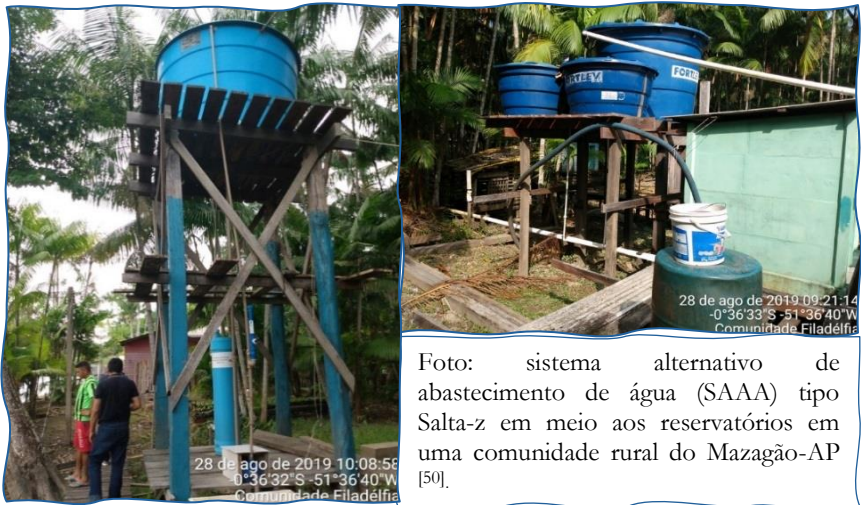 28 de ago de 2019 10:08:58
0°36'32"S -51°36'40"W
Comunidade Filadélfia
FORTLEV
FORTLEV
28 de ago de 2019 09:21:14
-0°36'33"S -51°36'40"W
Comunidade Filadélfia
Foto: sistema alternativo de
abastecimento de água (SAAA) tipo
Salta-z em meio aos reservatórios em
uma comunidade rural do Mazagão-AP
[50].